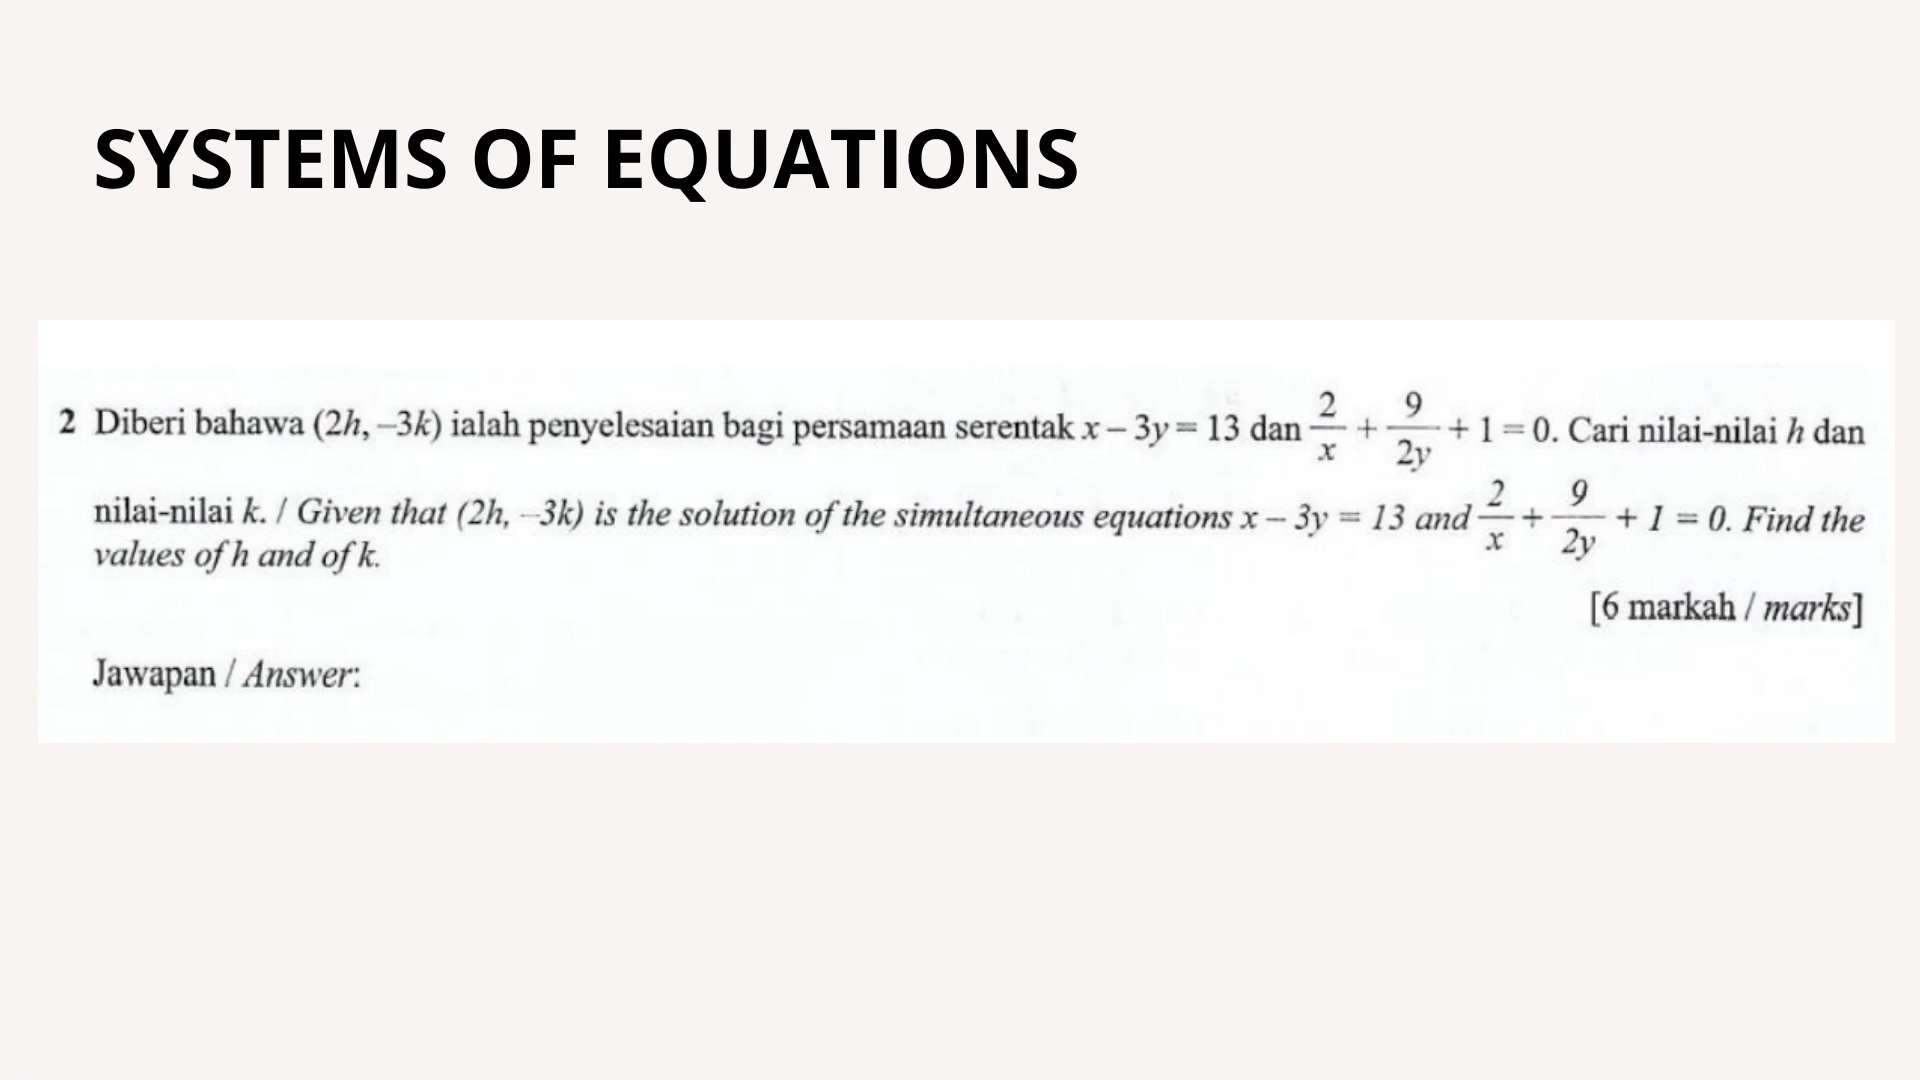 SYSTEMS OF EQUATIONS
2 Diberi bahawa (2h, –3k) ialah penyelesaian bagi persamaan serentak x – 3y = 13 dan 2/x + 9/2y + 1 = 0. Cari nilai-nilai h dan
nilai-nilai k. / Given that (2h, –3k) is the solution of the simultaneous equations x – 3y = 13 and 2/x + 9/2y + 1 = 0. Find the
values of h and of k.
[6 markah / marks]
Jawapan / Answer: